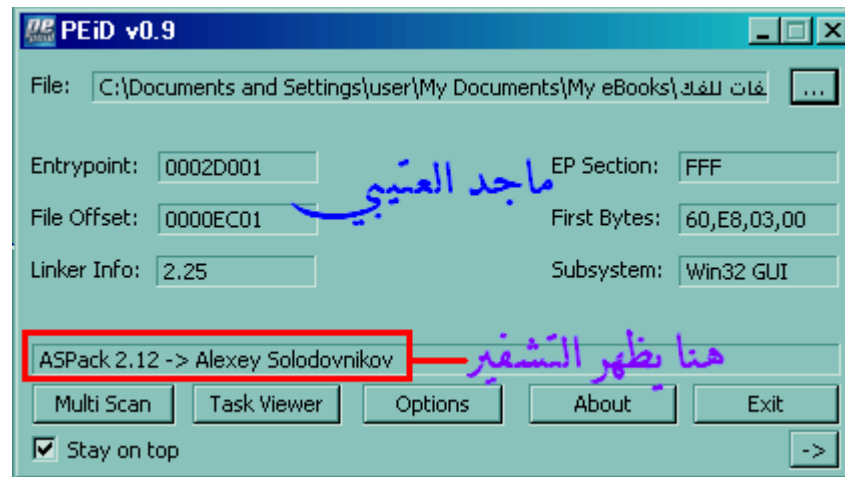 PEiD v0.9
File: C:\Documents and Settings\user\My Documents\My eBooks\فات للفك ...
Entrypoint: 0002D001 EP Section: FFF
ماجد العتيبي
File Offset: 0000EC01 First Bytes: 60,E8,03,00
Linker Info: 2.25 Subsystem: Win32 GUI
ASPack 2.12 -> Alexey Solodovnikov هنا يظهر التشفير
Multi Scan Task Viewer Options About Exit
Stay on top ->